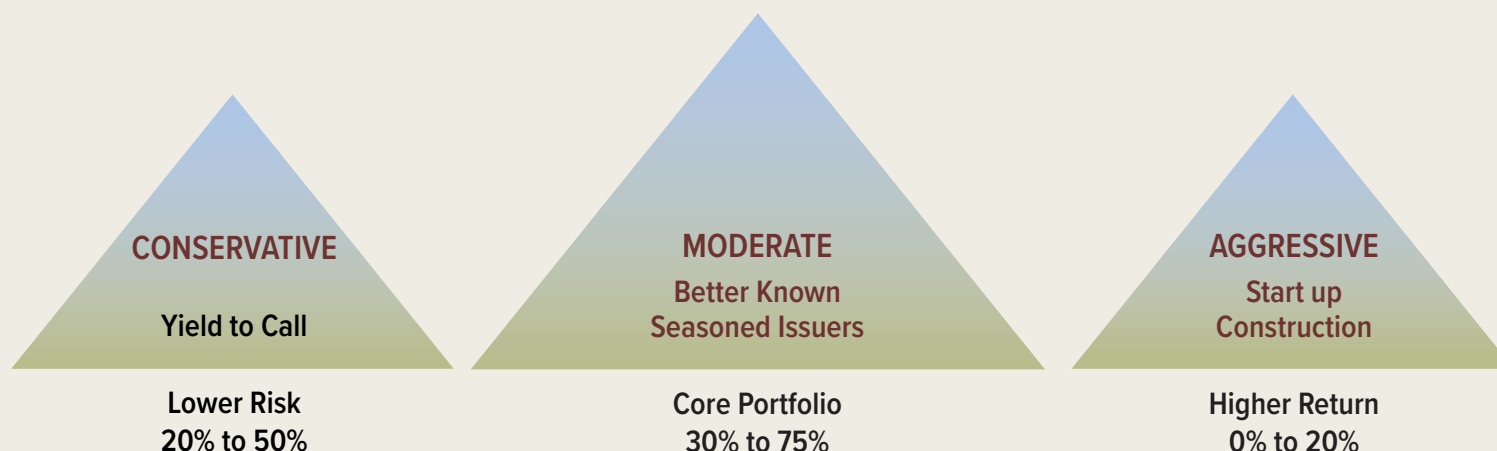 CONSERVATIVE
Yield to Call
Lower Risk
20% to 50%
MODERATE
Better Known
Seasoned Issuers
Core Portfolio
30% to 75%
AGGRESSIVE
Start up
Construction
Higher Return
0% to 20%